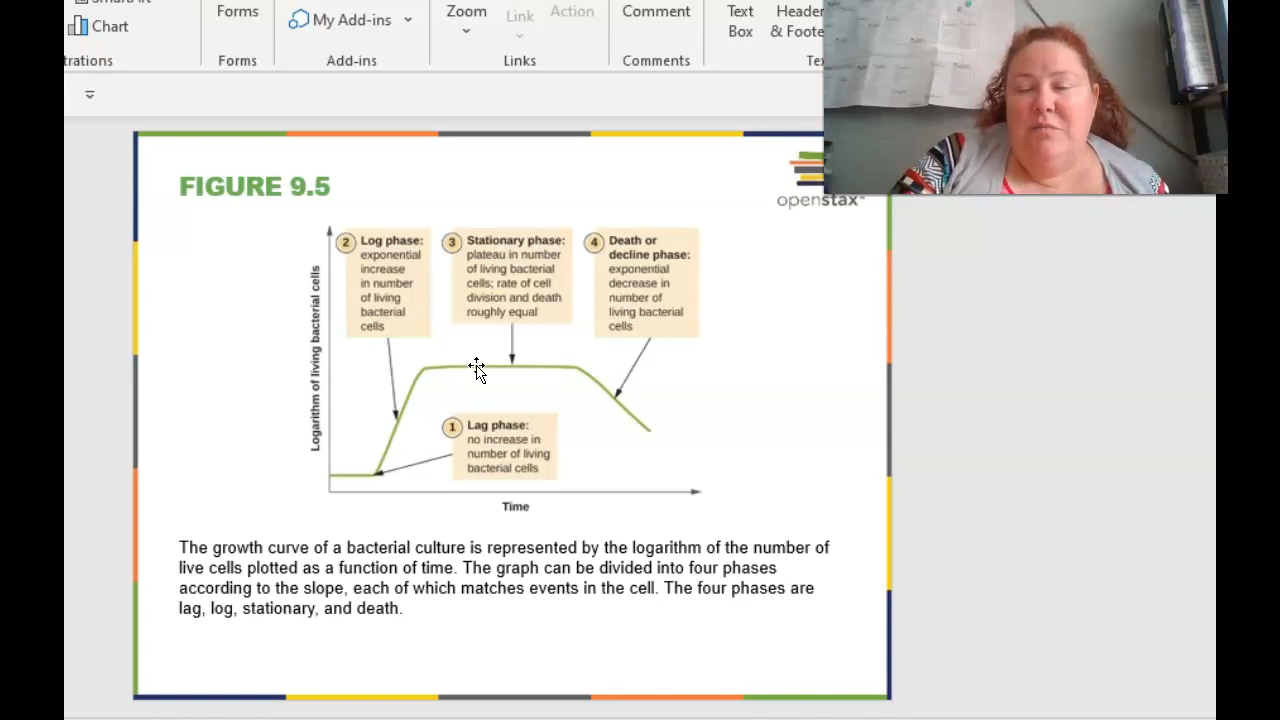 Chart
Forms
My Add-ins
Zoom
Link
Action
Comment
Text
Box
Header
Forms
Add-ins
Links
Comments
FIGURE 9.5
openstax
2 Log phase:
exponential
increase
in number
of living
bacterial
cells
3 Stationary phase:
plateau in number
of living bacterial
cells; rate of cell
division and death
roughly equal
4 Death or
decline phase:
exponential
decrease in
number of
living bacterial
cells
Logarithm of living bacterial cells
1 Lag phase:
no increase in
number of living
bacterial cells
Time
The growth curve of a bacterial culture is represented by the logarithm of the number of
live cells plotted as a function of time. The graph can be divided into four phases
according to the slope, each of which matches events in the cell. The four phases are
lag, log, stationary, and death.